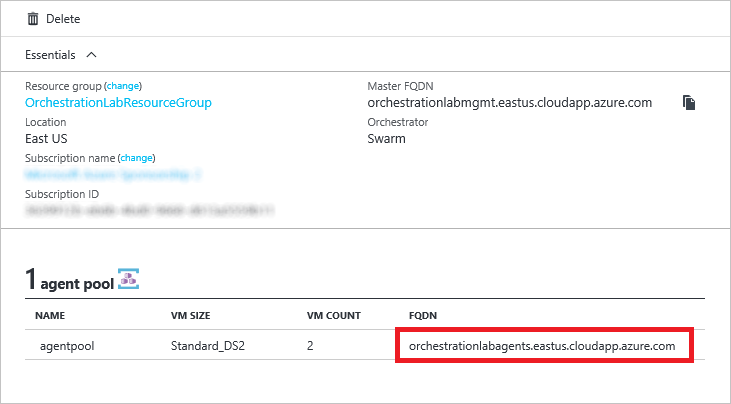 Delete
Essentials
Resource group (change)
OrchestrationLabResourceGroup
Location
East US
Subscription name (change)
Subscription ID
Master FQDN
orchestrationlabmgmt.eastus.cloudapp.azure.com
Orchestrator
Swarm
1 agent pool
NAME VM SIZE VM COUNT FQDN
agentpool Standard_DS2 2 orchestrationlabagents.eastus.cloudapp.azure.com